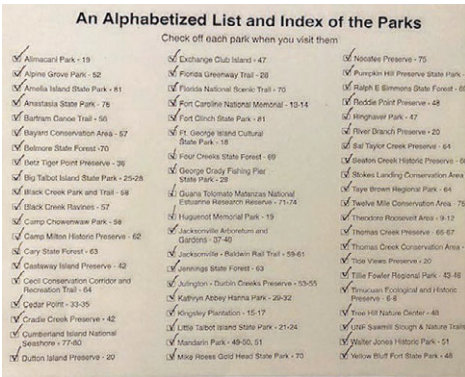 An Alphabetized List and Index of the Parks
Check off each park when you visit them
Alimacani Park - 19
Alpine Grove Park - 52
Amelia Island State Park - 81
Anastasia State Park - 76
Bartram Canoe Trail - 56
Bayard Conservation Area - 57
Belmore State Forest -70
Betz Tiger Point Preserve - 36
Big Talbot Island State Park - 25-28
Black Creek Park and Trail - 58
Black Creek Ravines - 57
Camp Chowenwaw Park - 56
Camp Milton Historic Preserve - 62
Cary State Forest - 63
Castaway Island Preserve - 42
Cecil Conservation Corridor and
Recreation Trail - 64
Cedar Point - 33-35
Cradle Creek Preserve - 42
Cumberland Island National
Seashore - 77-80
Dutton Island Preserve - 20
Exchange Club Island - 47
Florida Greenway Trail - 28
Florida National Scenic Trail - 70
Fort Caroline National Memorial - 13-14
Fort Clinch State Park - 81
Ft. George Island Cultural
State Park - 18
Four Creeks State Forest - 69
George Crady Fishing Pier
State Park - 28
Guana Tolomato Matanzas National
Estuarine Research Reserve - 71-74
Huguenot Memorial Park - 19
Jacksonville Arboretum and
Gardens - 37-40
Jacksonville - Baldwin Rail Trail - 59-61
Jennings State Forest - 63
Julington - Durbin Creeks Preserve - 53-55
Kathryn Abbey Hanna Park - 29-32
Kingsley Plantation - 15-17
Little Talbot Island State Park - 21-24
Mandarin Park - 49-50, 51
Mike Roess Gold Head State Park - 70
Nocatee Preserve - 75
Pumpkin Hill Preserve State Park -
Ralph E Simmons State Forest -
Reddie Point Preserve - 48
Ringhaver Park - 47
River Branch Preserve - 20
Sal Taylor Creek Preserve - 64
Seaton Creek Historic Preserve -
Stokes Landing Conservation Area
Taye Brown Regional Park - 64
Twelve Mile Conservation Area -
Theodore Roosevelt Area - 9-12
Thomas Creek Preserve - 66-67
Thomas Creek Conservation Area -
Tide Views Preserve - 20
Tillie Fowler Regional Park - 43-46
Timucuan Ecological and Historic
Preserve - 6-8
Tree Hill Nature Center - 48
UNF Sawmill Slough & Nature Trails
Walter Jones Historic Park - 51
Yellow Bluff Fort State Park - 48